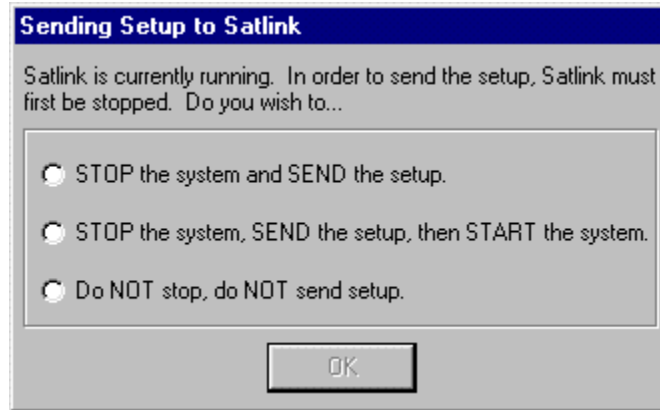 Sending Setup to Satlink
Satlink is currently running.  In order to send the setup, Satlink must
first be stopped.  Do you wish to...
STOP the system and SEND the setup.
STOP the system, SEND the setup, then START the system.
Do NOT stop, do NOT send setup.
OK